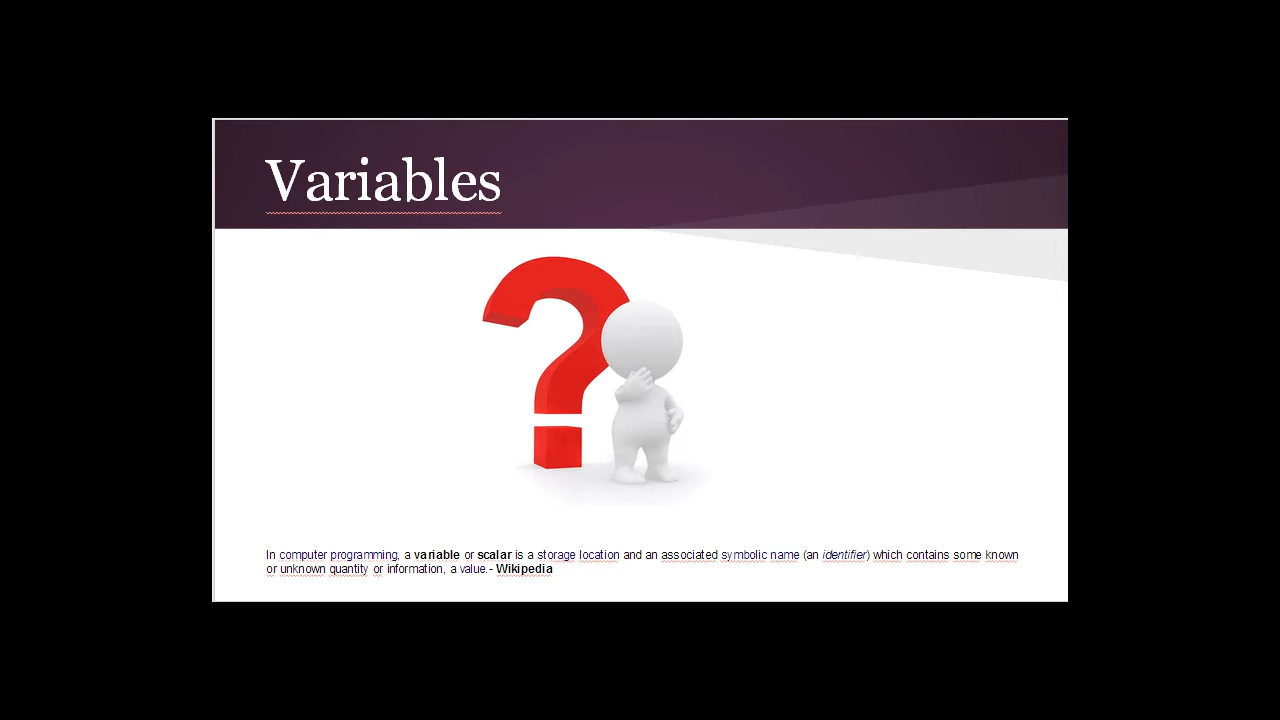 Variables
In computer programming, a variable or scalar is a storage location and an associated symbolic name (an identifier) which contains some known
or unknown quantity or information, a value.- Wikipedia